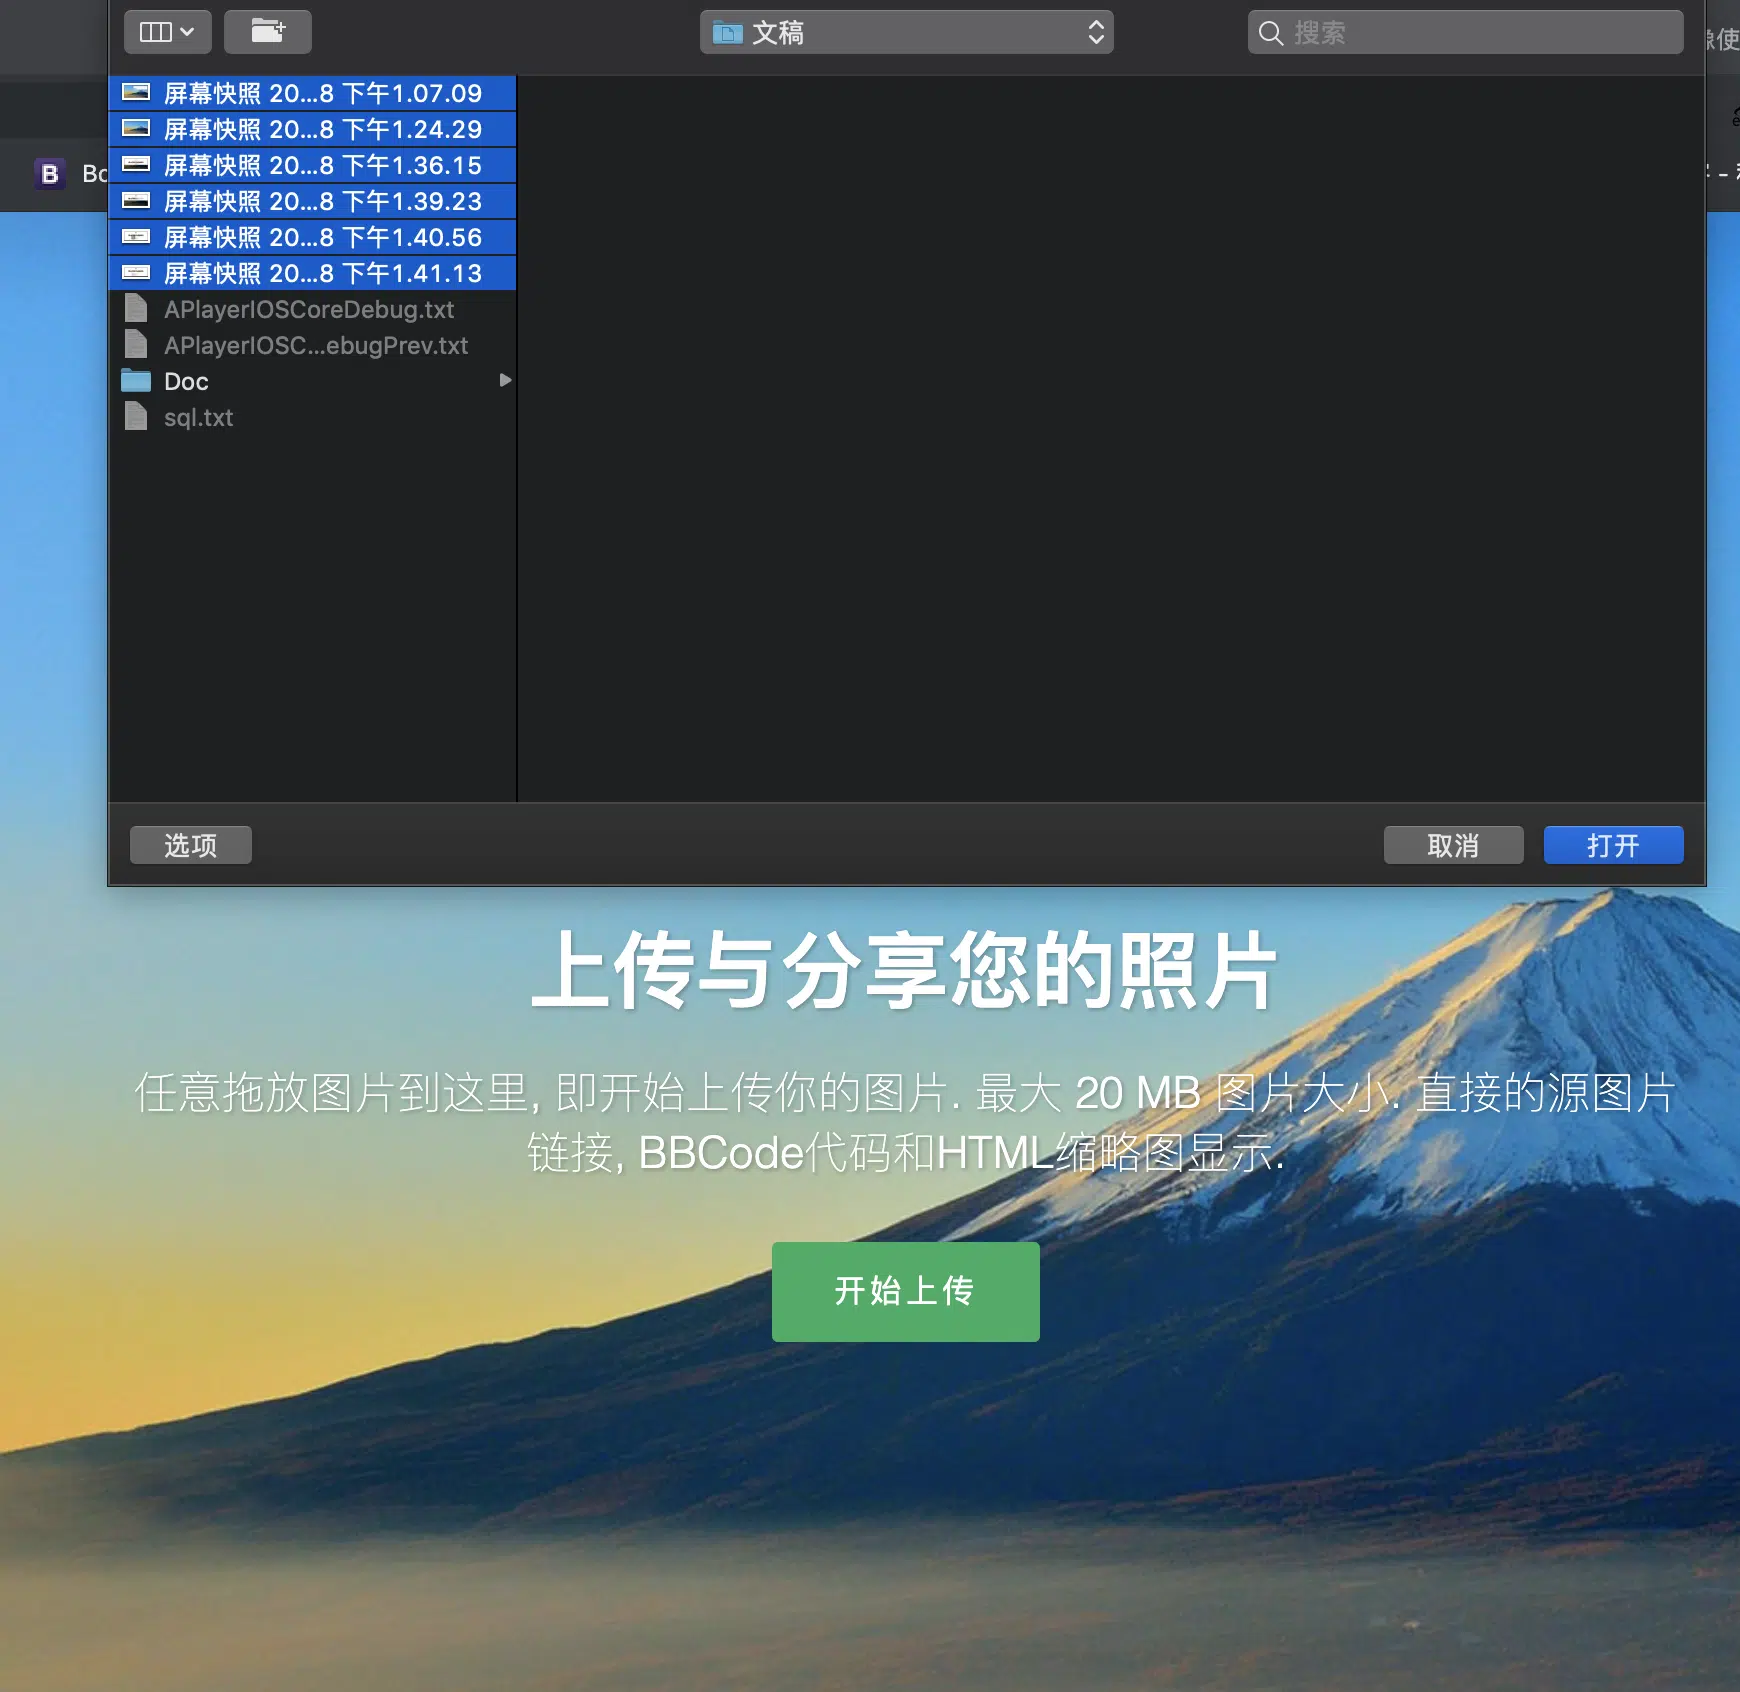 文稿
搜索
像使
屏幕快照 20...8 下午1.07.09
屏幕快照 20...8 下午1.24.29
屏幕快照 20...8 下午1.36.15
B Bo
屏幕快照 20...8 下午1.39.23
屏幕快照 20...8 下午1.40.56
屏幕快照 20...8 下午1.41.13
APlayerIOSCoreDebug.txt
APlayerIOSC...ebugPrev.txt
Doc
sql.txt
选项
取消
打开
上传与分享您的照片
任意拖放图片到这里, 即开始上传你的图片. 最大 20 MB 图片大小. 直接的源图片
链接, BBCode代码和HTML缩略图显示.
开始上传